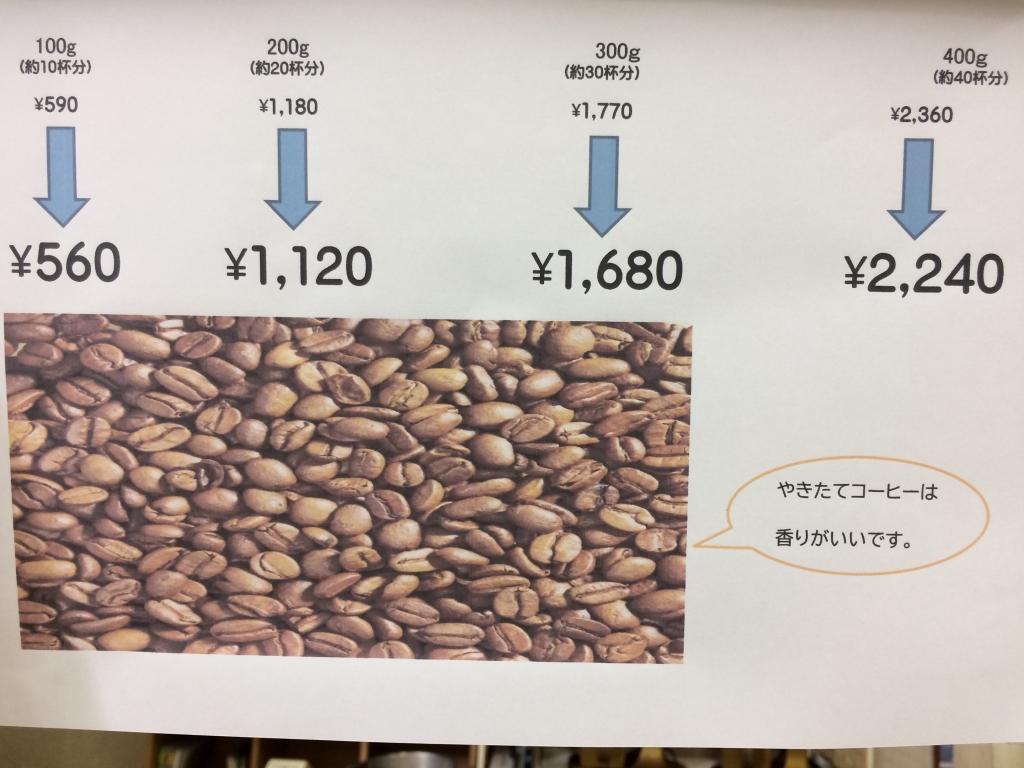 100g
(約10杯分)
¥590
¥560
200g
(約20杯分)
¥1,180
¥1,120
300g
(約30杯分)
¥1,770
¥1,680
400g
(約40杯分)
¥2,360
¥2,240
やきたてコーヒーは
香りがいいです。